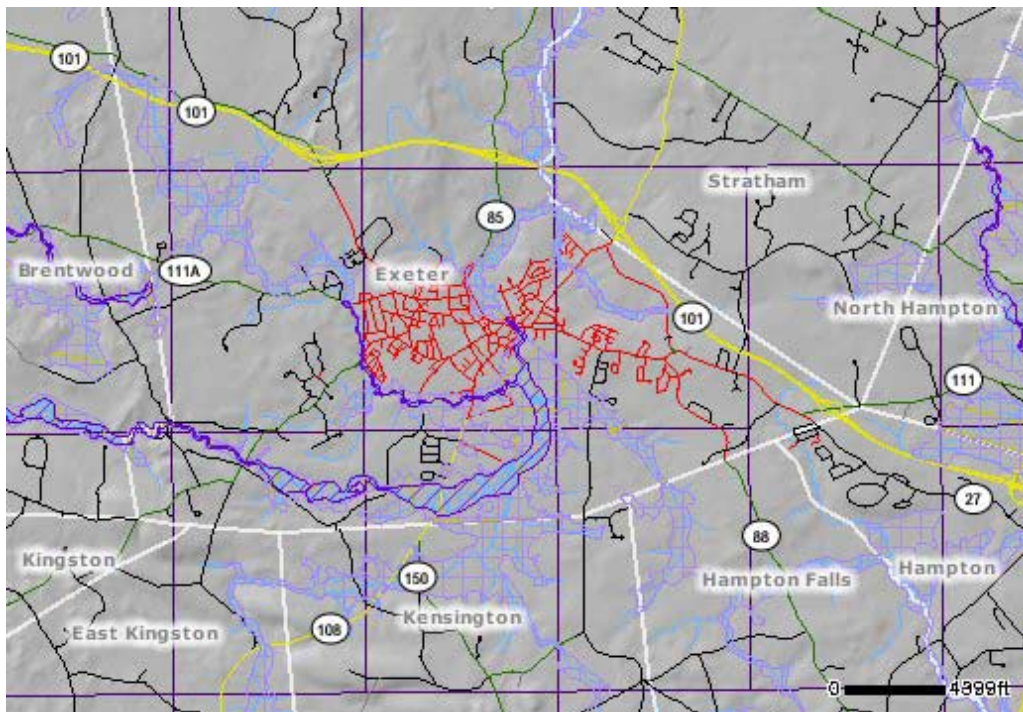 101
101
Stratham
85
Brentwood
111A
Exeter
North Hampton
101
111
27
88
Kingston
150
Hampton Falls
Hampton
East Kingston
108
Kensington
0 4399ft